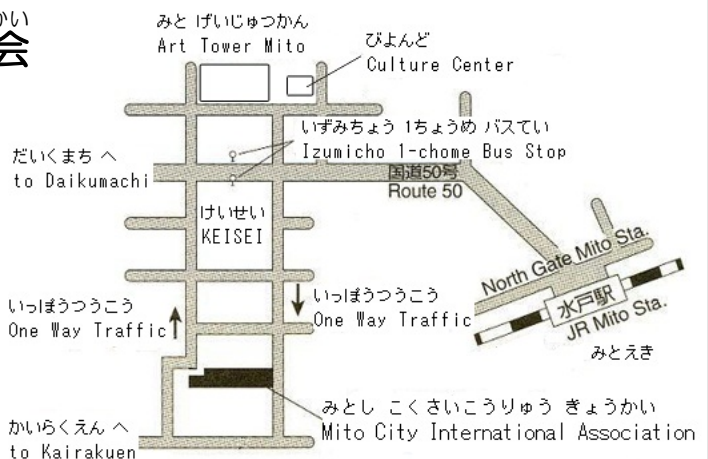 かい
会
みと げいじゅつかん
Art Tower Mito
びよんど
Culture Center
いずみちょう 1ちょうめ バスてい
Izumicho 1-chome Bus Stop
だいくまち へ
to Daikumachi
国道50号
Route 50
けいせい
KEISEI
North Gate Mito Sta.
水戸駅
JR Mito Sta.
みとえき
いっぽうつうこう
One Way Traffic
いっぽうつうこう
One Way Traffic
みとし こくさいこうりゅう きょうかい
Mito City International Association
かいらくえん へ
to Kairakuen